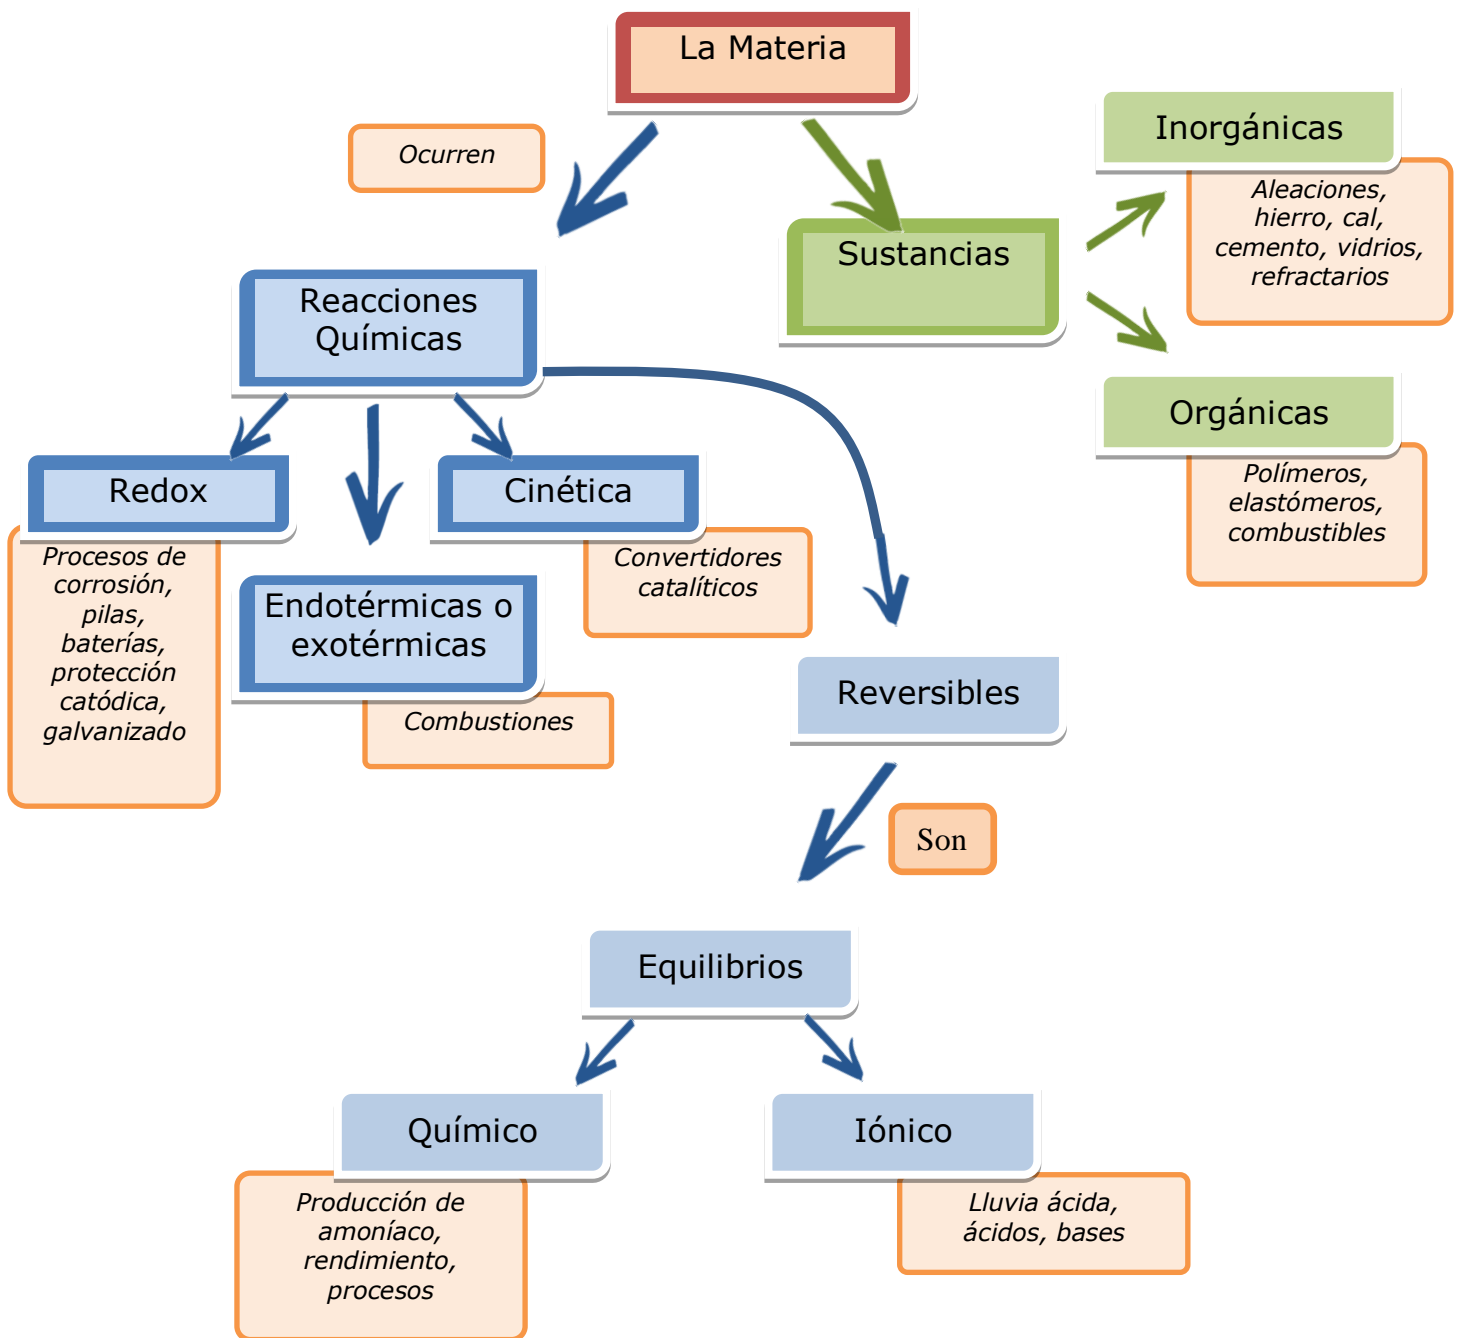 La Materia
Ocurren
Inorgánicas
Aleaciones,
hierro, cal,
cemento, vidrios,
refractarios
Sustancias
Reacciones
Químicas
Orgánicas
Polímeros,
elastómeros,
combustibles
Redox
Procesos de
corrosión,
pilas,
baterías,
protección
catódica,
galvanizado
Cinética
Convertidores
catalíticos
Endotérmicas o
exotérmicas
Combustiones
Reversibles
Son
Equilibrios
Químico
Producción de
amoníaco,
rendimiento,
procesos
Iónico
Lluvia ácida,
ácidos, bases